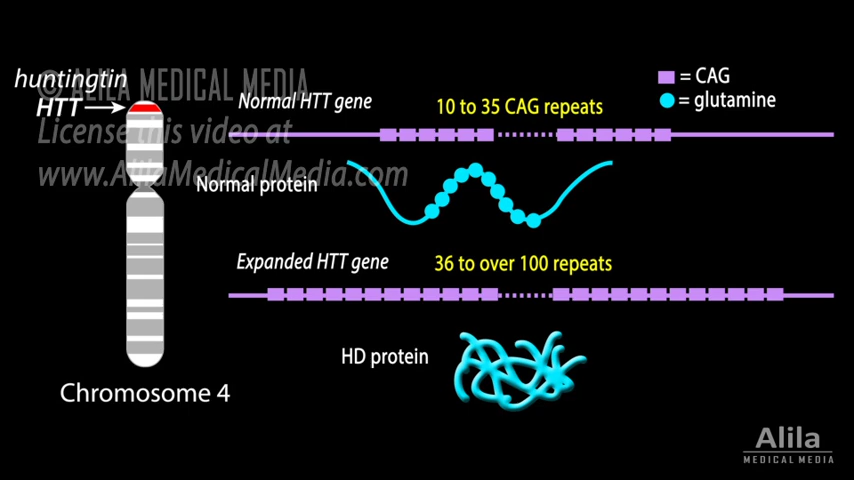 huntingtin
HTT
© ALILA MEDICAL MEDIA
License this video at
www.AlilaMedicalMedia.com
Normal HTT gene
10 to 35 CAG repeats
= CAG
= glutamine
Normal protein
Expanded HTT gene
36 to over 100 repeats
HD protein
Chromosome 4
Alila
MEDICAL MEDIA